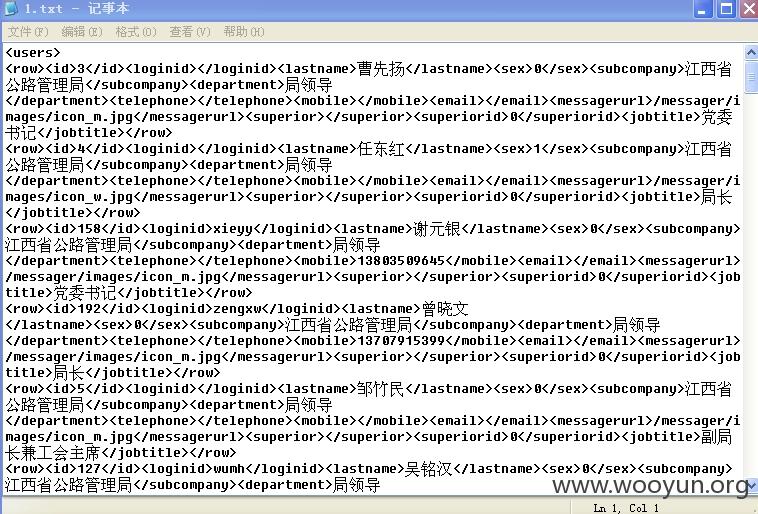 1.txt - 记事本
文件(F) 编辑(E) 格式(O) 查看(V) 帮助(H)
<users>
<row><id>3</id><loginid></loginid><lastname>曹先扬</lastname><sex>0</sex><subcompany>江西省
公路管理局</subcompany><department>局领导
</department><telephone></telephone><mobile></mobile><email></email><messagerurl>/messager/i
mages/icon_m.jpg</messagerurl><superior></superior><superiorid>0</superiorid><jobtitle>党委
书记</jobtitle></row>
<row><id>4</id><loginid></loginid><lastname>任东红</lastname><sex>1</sex><subcompany>江西省
公路管理局</subcompany><department>局领导
</department><telephone></telephone><mobile></mobile><email></email><messagerurl>/messager/i
mages/icon_w.jpg</messagerurl><superior></superior><superiorid>0</superiorid><jobtitle>局长
</jobtitle></row>
<row><id>158</id><loginid>xieyy</loginid><lastname>谢元银</lastname><sex>0</sex><subcompany>
江西省公路管理局</subcompany><department>局领导
</department><telephone></telephone><mobile>13803509645</mobile><email></email><messagerurl>
/messager/images/icon_m.jpg</messagerurl><superior></superior><superiorid>0</superiorid><job
title>党委书记</jobtitle></row>
<row><id>192</id><loginid>zengxw</loginid><lastname>曾晓文
</lastname><sex>0</sex><subcompany>江西省公路管理局</subcompany><department>局领导
</department><telephone></telephone><mobile>13707915399</mobile><email></email><messagerurl>
/messager/images/icon_m.jpg</messagerurl><superior></superior><superiorid>0</superiorid><job
title>局长</jobtitle></row>
<row><id>5</id><loginid></loginid><lastname>邹竹民</lastname><sex>0</sex><subcompany>江西省
公路管理局</subcompany><department>局领导
</department><telephone></telephone><mobile></mobile><email></email><messagerurl>/messager/i
mages/icon_m.jpg</messagerurl><superior></superior><superiorid>0</superiorid><jobtitle>副局
长兼工会主席</jobtitle></row>
<row><id>127</id><loginid>wumh</loginid><lastname>吴铭汉</lastname><sex>0</sex><subcompany>
江西省公路管理局</subcompany><department>局领导
www.wooyun.org
Ln 1, Col 1